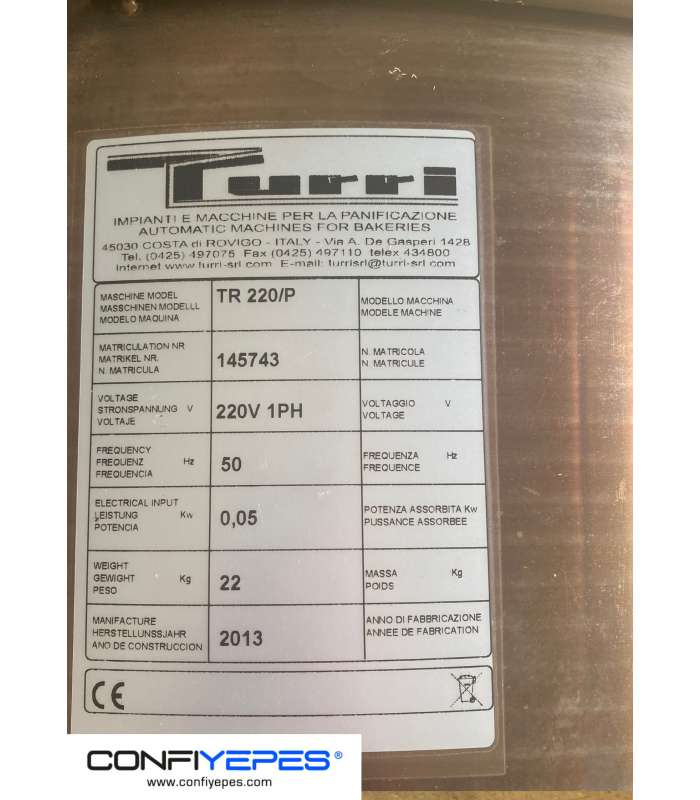 Turri
IMPIANTI E MACCHINE PER LA PANIFICAZIONE
AUTOMATIC MACHINES FOR BAKERIES
45030 COSTA di ROVIGO - ITALY - Via A. De Gasperi 1428
Tel. (0425) 497075 Fax (0425) 497110 telex 434800
Internet www.turri-srl.com E-mail: turrisrl@turri-srl.com
MASCHINE MODEL
MASSCHINEN MODELLL
MODELO MAQUINA
TR 220/P
MODELLO MACCHINA
MODELE MACHINE
MATRICULATION NR
MATRIKEL NR.
N. MATRICULA
145743
N. MATRICOLA
N. MATRICULE
VOLTAGE
STRONSPANNUNG V
VOLTAJE
220V 1PH
VOLTAGGIO V
VOLTAGE
FREQUENCY
FREQUENZ Hz
FREQUENCIA
50
FREQUENZA Hz
FREQUENCE
ELECTRICAL INPUT
LEISTUNG Kw
POTENCIA
0,05
POTENZA ASSORBITA Kw
PUSSANCE ASSORBEE
WEIGHT
GEWIGHT Kg
PESO
22
MASSA Kg
POIDS
MANIFACTURE
HERSTELLUNSSJAHR
ANO DE CONSTRUCCION
2013
ANNO DI FABBRICAZIONE
ANNEE DE FABRICATION
CE
CONFIYEPES®
www.confiyepes.com